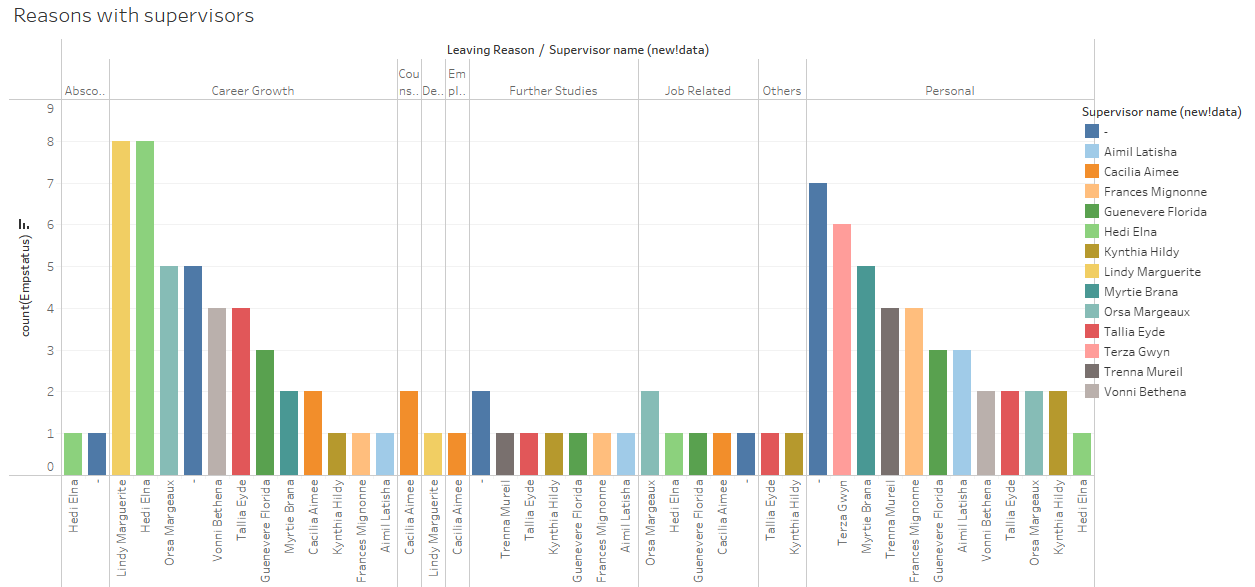 Reasons with supervisors
Leaving Reason / Supervisor name (new!data)
Absco..
Career Growth
Cou
ns..
De..
Em
pl..
Further Studies
Job Related
Others
Personal
count(Empstatus)
9
8
7
6
5
4
3
2
1
0
Hedi Elna
-
Lindy Marguerite
Hedi Elna
Orsa Margeaux
-
Vonni Bethena
Tallia Eyde
Guenevere Florida
Myrtie Brana
Cacilia Aimee
Kynthia Hildy
Frances Mignonne
Aimil Latisha
Cacilia Aimee
Lindy Marguerite
Cacilia Aimee
-
Trenna Mureil
Tallia Eyde
Kynthia Hildy
Guenevere Florida
Frances Mignonne
Aimil Latisha
Orsa Margeaux
Hedi Elna
Guenevere Florida
Cacilia Aimee
-
Tallia Eyde
Kynthia Hildy
-
Terza Gwyn
Myrtie Brana
Trenna Mureil
Frances Mignonne
Guenevere Florida
Aimil Latisha
Vonni Bethena
Tallia Eyde
Orsa Margeaux
Kynthia Hildy
Hedi Elna
Supervisor name (new!data)
-
Aimil Latisha
Cacilia Aimee
Frances Mignonne
Guenevere Florida
Hedi Elna
Kynthia Hildy
Lindy Marguerite
Myrtie Brana
Orsa Margeaux
Tallia Eyde
Terza Gwyn
Trenna Mureil
Vonni Bethena